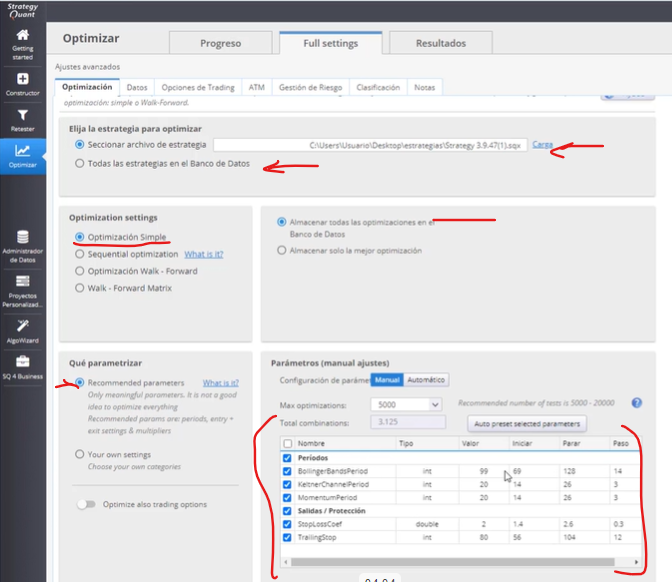 Strategy
Quant
Getting
started
Constructor
Retester
Optimizar
Administrador
de Datos
Proyectos
Personalizad...
AlgoWizard
SQ 4 Business
Optimizar
Progreso
Full settings
Resultados
Ajustes avanzados
Optimización
Datos
Opciones de Trading
ATM
Gestión de Riesgo
Clasificación
Notas
optimización: simple o Walk-Forward.
Elija la estrategia para optimizar
Seccionar archivo de estrategia
C:\Users\Usuario\Desktop\estrategias\Strategy 3.9.47(1).sqx
Carga
Todas las estrategias en el Banco de Datos
Optimization settings
Optimización Simple
Sequential optimization What is it?
Optimización Walk - Forward
Walk - Forward Matrix
Almacenar todas las optimizaciones en el
Banco de Datos
Almacenar solo la mejor optimización
Qué parametrizar
Recommended parameters What is it?
Only meaningful parameters. It is not a good
idea to optimize everything
Recommended params are: periods, entry +
exit settings & multipliers
Your own settings
Choose your own categories
Optimize also trading options
Parámetros (manual ajustes)
Configuración de paráme Manual Automático
Max optimizations: 5000 Recommended number of tests is 5000 - 20000
Total combinations: 3.125 Auto preset selected parameters
Nombre Tipo Valor Iniciar Parar Paso
Períodos
BollingerBandsPeriod int 99 69 128 14
KeltnerChannelPeriod int 20 14 26 3
MomentumPeriod int 20 14 26 3
Salidas / Protección
StopLossCoef double 2 1.4 2.6 0.3
TrailingStop int 80 56 104 12